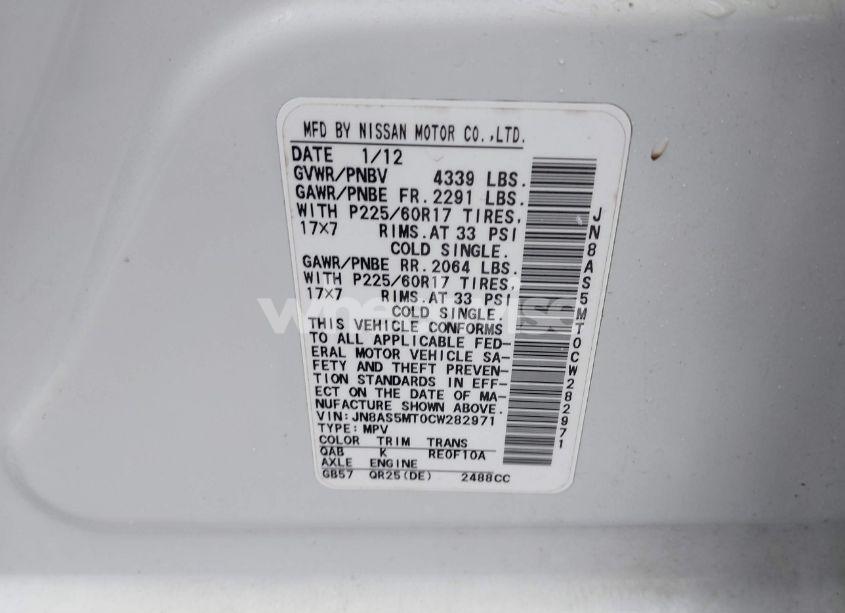 MFD BY NISSAN MOTOR CO.,LTD.
DATE 1/12
GVWR/PNBV 4339 LBS.
GAWR/PNBE FR.2291 LBS.
WITH P225/60R17 TIRES,
17×7 RIMS.AT 33 PSI
COLD SINGLE.
GAWR/PNBE RR.2064 LBS.
WITH P225/60R17 TIRES,
17×7 RIMS.AT 33 PSI
COLD SINGLE.
THIS VEHICLE CONFORMS
TO ALL APPLICABLE FED-
ERAL MOTOR VEHICLE SA-
FETY AND THEFT PREVEN-
TION STANDARDS IN EFF-
ECT ON THE DATE OF MA-
NUFACTURE SHOWN ABOVE.
VIN:JN8AS5MT0CW282971
TYPE:MPV
COLOR TRIM TRANS
QAB K RE0F10A
AXLE ENGINE
GB57 QR25(DE) 2488CC
JN8AS5MT0CW282971